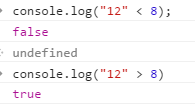 > console.log("12" < 8);
false
< undefined
> console.log("12" > 8)
true